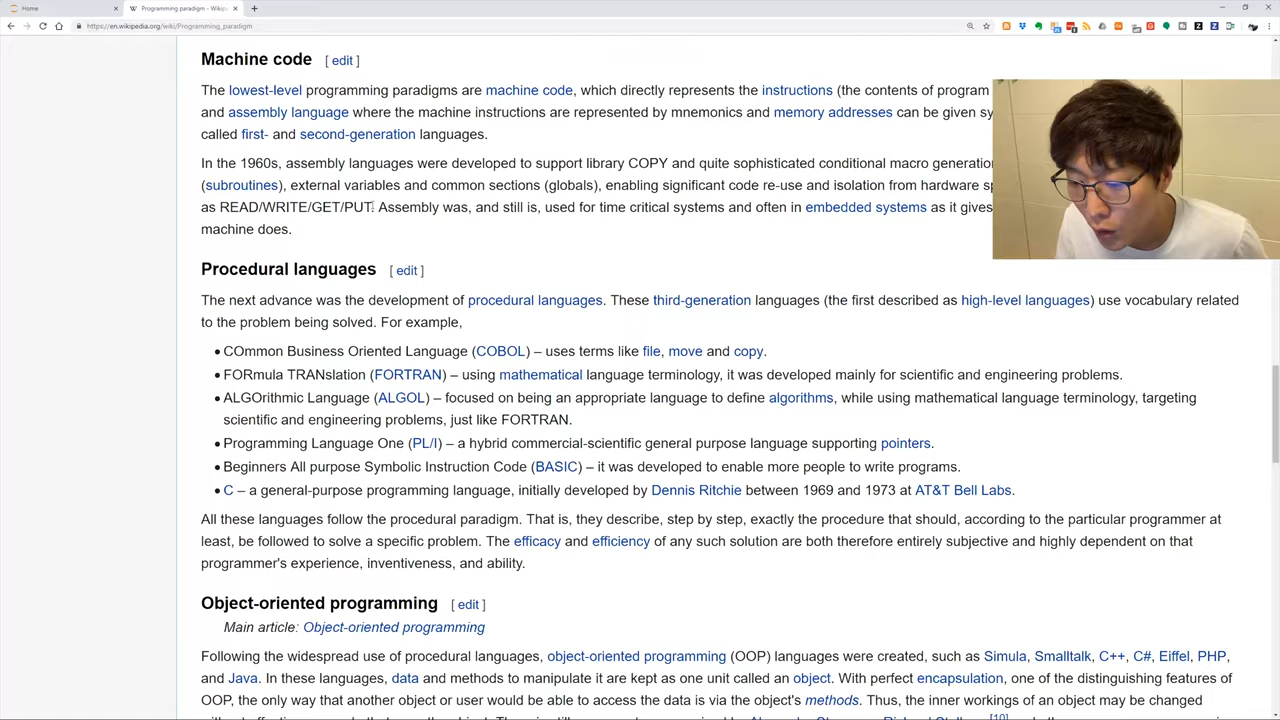 Home
Programming paradigm - Wikip
https://en.wikipedia.org/wiki/Programming_paradigm
Machine code [ edit ]
The lowest-level programming paradigms are machine code, which directly represents the instructions (the contents of program
and assembly language where the machine instructions are represented by mnemonics and memory addresses can be given sy
called first- and second-generation languages.
In the 1960s, assembly languages were developed to support library COPY and quite sophisticated conditional macro generation
(subroutines), external variables and common sections (globals), enabling significant code re-use and isolation from hardware sp
as READ/WRITE/GET/PUT. Assembly was, and still is, used for time critical systems and often in embedded systems as it gives
machine does.
Procedural languages [ edit ]
The next advance was the development of procedural languages. These third-generation languages (the first described as high-level languages) use vocabulary related
to the problem being solved. For example,
• COmmon Business Oriented Language (COBOL) – uses terms like file, move and copy.
• FORmula TRANslation (FORTRAN) – using mathematical language terminology, it was developed mainly for scientific and engineering problems.
• ALGOrithmic Language (ALGOL) – focused on being an appropriate language to define algorithms, while using mathematical language terminology, targeting
scientific and engineering problems, just like FORTRAN.
• Programming Language One (PL/I) – a hybrid commercial-scientific general purpose language supporting pointers.
• Beginners All purpose Symbolic Instruction Code (BASIC) – it was developed to enable more people to write programs.
• C – a general-purpose programming language, initially developed by Dennis Ritchie between 1969 and 1973 at AT&T Bell Labs.
All these languages follow the procedural paradigm. That is, they describe, step by step, exactly the procedure that should, according to the particular programmer at
least, be followed to solve a specific problem. The efficacy and efficiency of any such solution are both therefore entirely subjective and highly dependent on that
programmer's experience, inventiveness, and ability.
Object-oriented programming [ edit ]
Main article: Object-oriented programming
Following the widespread use of procedural languages, object-oriented programming (OOP) languages were created, such as Simula, Smalltalk, C++, C#, Eiffel, PHP,
and Java. In these languages, data and methods to manipulate it are kept as one unit called an object. With perfect encapsulation, one of the distinguishing features of
OOP, the only way that another object or user would be able to access the data is via the object's methods. Thus, the inner workings of an object may be changed